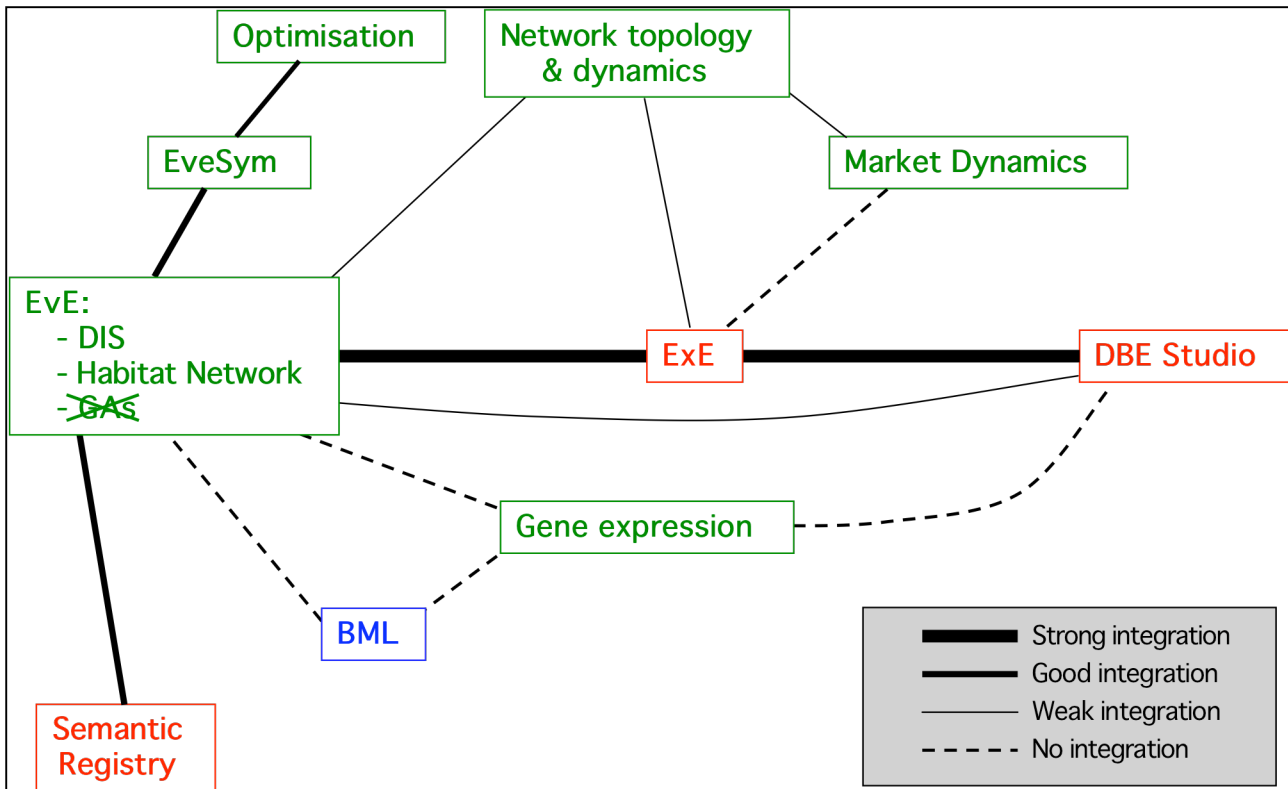 Optimisation
Network topology
& dynamics
EveSym
Market Dynamics
EvE:
- DIS
- Habitat Network
- GAs
ExE
DBE Studio
Gene expression
BML
Semantic
Registry
Strong integration
Good integration
Weak integration
No integration